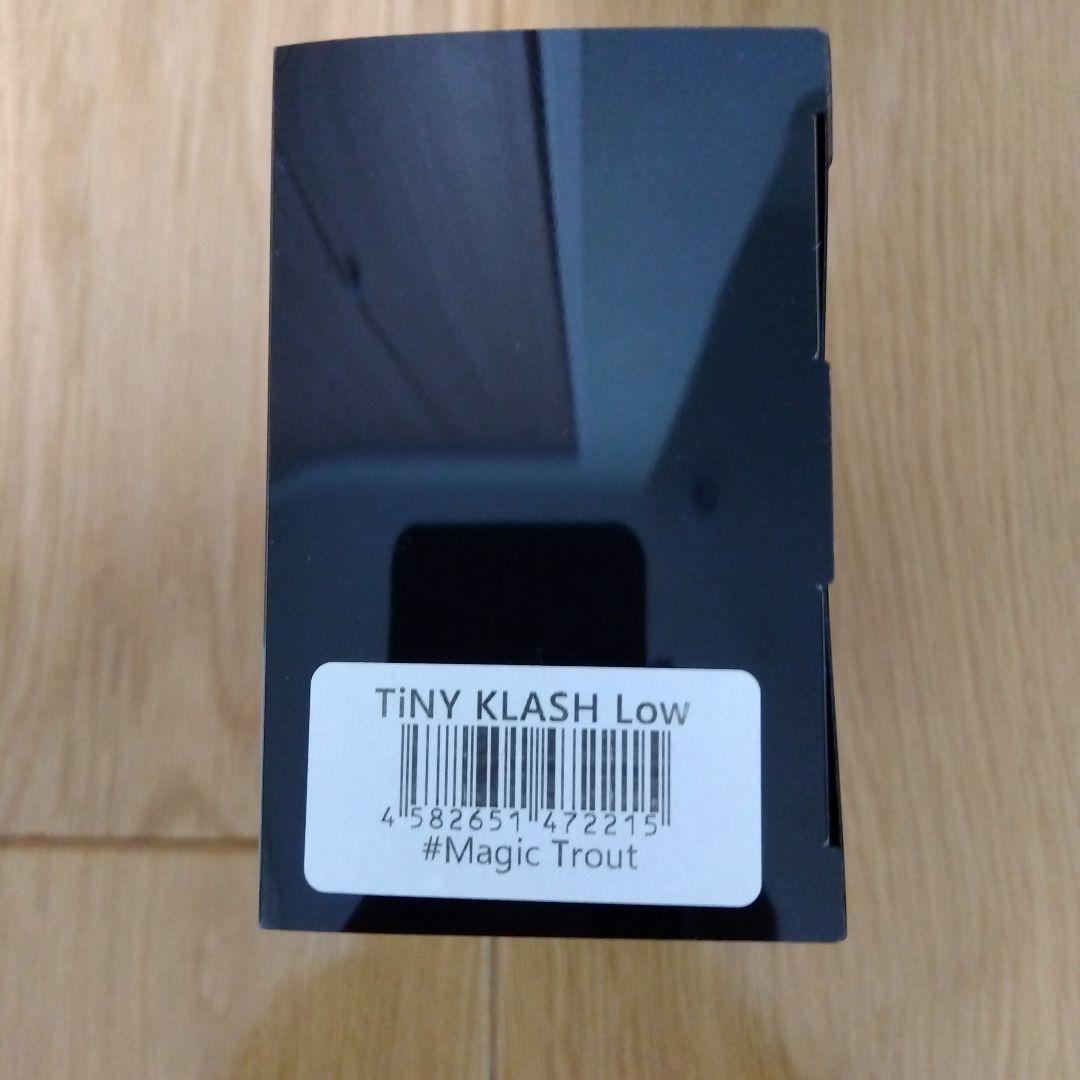 TiNY KLASH Low
4 582651 472215
#Magic Trout